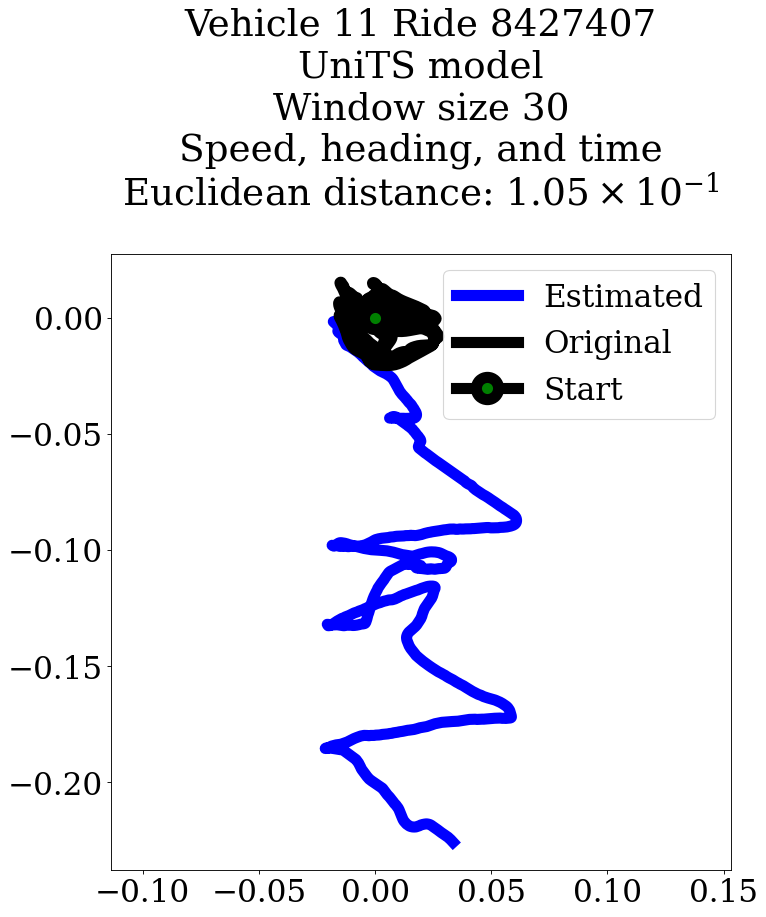 Vehicle 11 Ride 8427407
UniTS model
Window size 30
Speed, heading, and time
Euclidean distance: 1.05 × 10⁻¹
Estimated
Original
Start
0.00
−0.05
−0.10
−0.15
−0.20
−0.10 −0.05 0.00 0.05 0.10 0.15